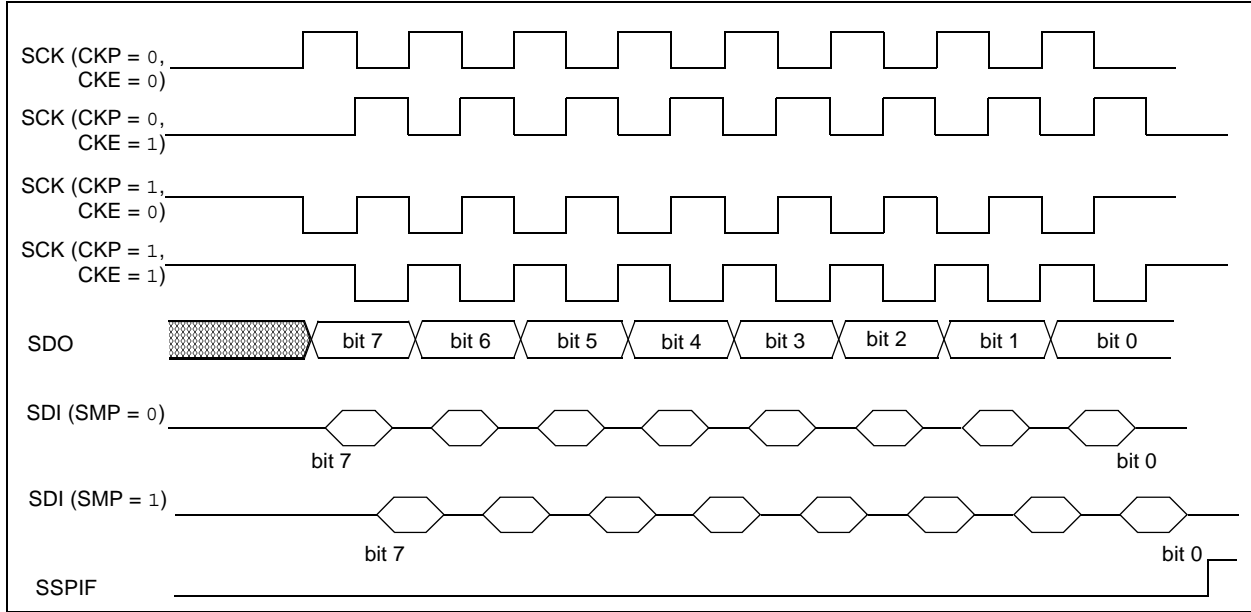 SCK (CKP = 0,
CKE = 0)
SCK (CKP = 0,
CKE = 1)
SCK (CKP = 1,
CKE = 0)
SCK (CKP = 1,
CKE = 1)
SDO
bit 7 bit 6 bit 5 bit 4 bit 3 bit 2 bit 1 bit 0
SDI (SMP = 0)
bit 7 bit 0
SDI (SMP = 1)
bit 7 bit 0
SSPIF